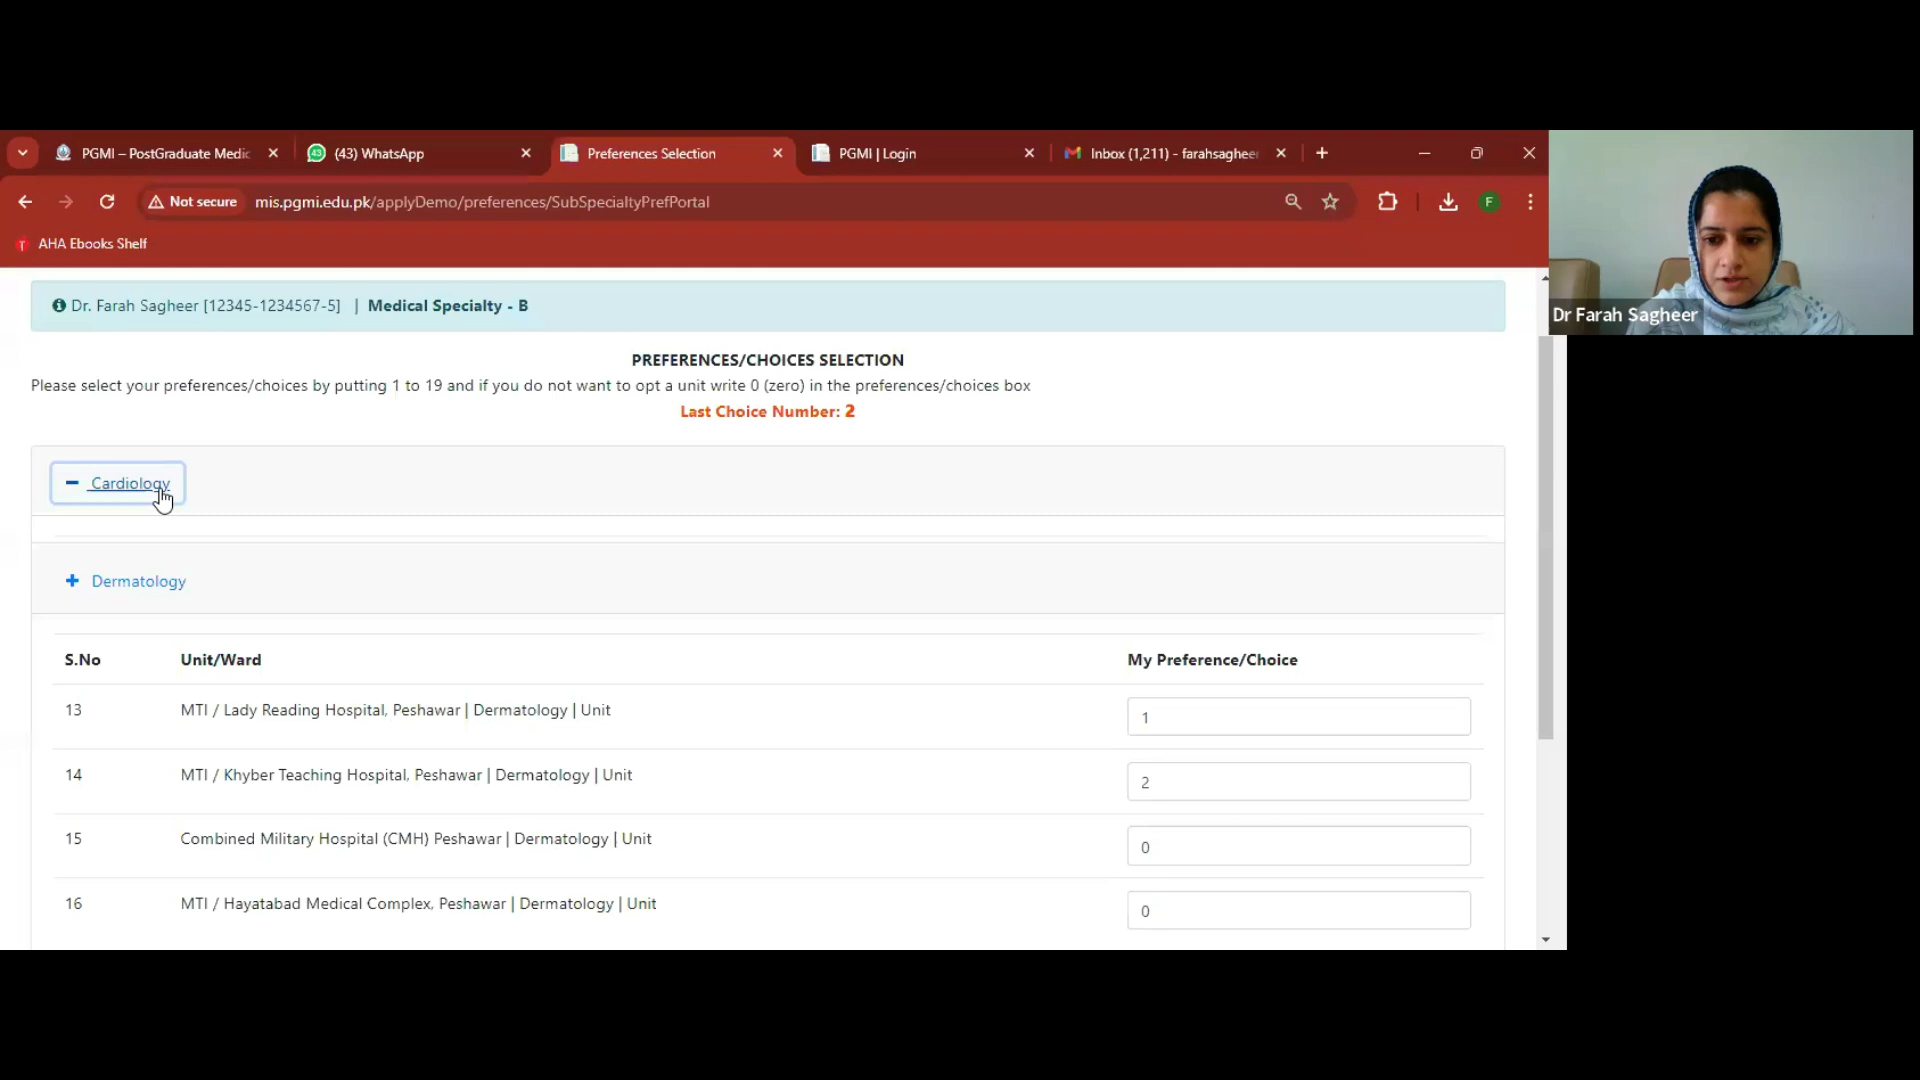 PGMI – PostGraduate Medic
43
(43) WhatsApp
Preferences Selection
PGMI | Login
Inbox (1,211) - farahsagheer
Not secure
mis.pgmi.edu.pk/applyDemo/preferences/SubSpecialtyPrefPortal
F
AHA Ebooks Shelf
Dr. Farah Sagheer [12345-1234567-5] | Medical Specialty - B
PREFERENCES/CHOICES SELECTION
Please select your preferences/choices by putting 1 to 19 and if you do not want to opt a unit write 0 (zero) in the preferences/choices box
Last Choice Number: 2
Cardiology
Dermatology
S.No Unit/Ward My Preference/Choice
13 MTI / Lady Reading Hospital, Peshawar | Dermatology | Unit 1
14 MTI / Khyber Teaching Hospital, Peshawar | Dermatology | Unit 2
15 Combined Military Hospital (CMH) Peshawar | Dermatology | Unit 0
16 MTI / Hayatabad Medical Complex, Peshawar | Dermatology | Unit 0
Dr Farah Sagheer